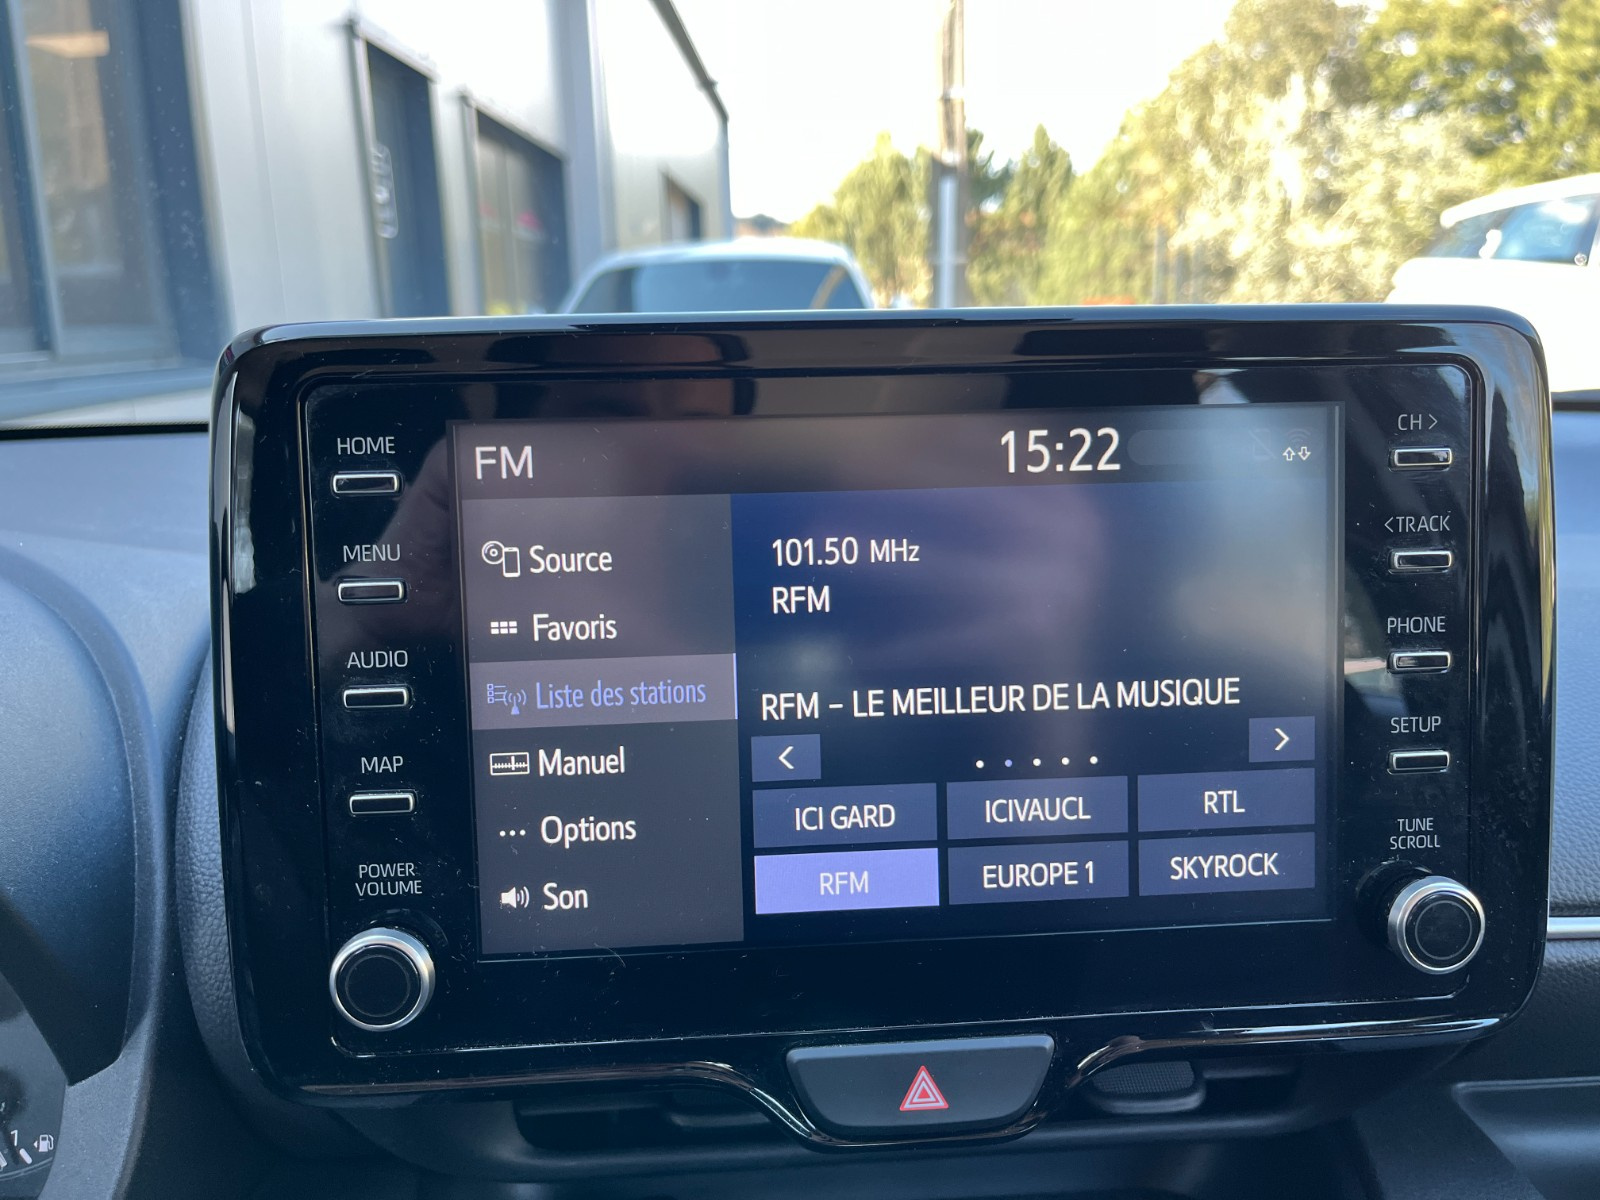 HOME
MENU
AUDIO
MAP
POWER
VOLUME
FM
15:22
Source
Favoris
Liste des stations
Manuel
Options
Son
101.50 MHz
RFM
RFM – LE MEILLEUR DE LA MUSIQUE
<
>
ICI GARD
ICIVAUCL
RTL
RFM
EUROPE 1
SKYROCK
CH >
<TRACK
PHONE
SETUP
TUNE
SCROLL